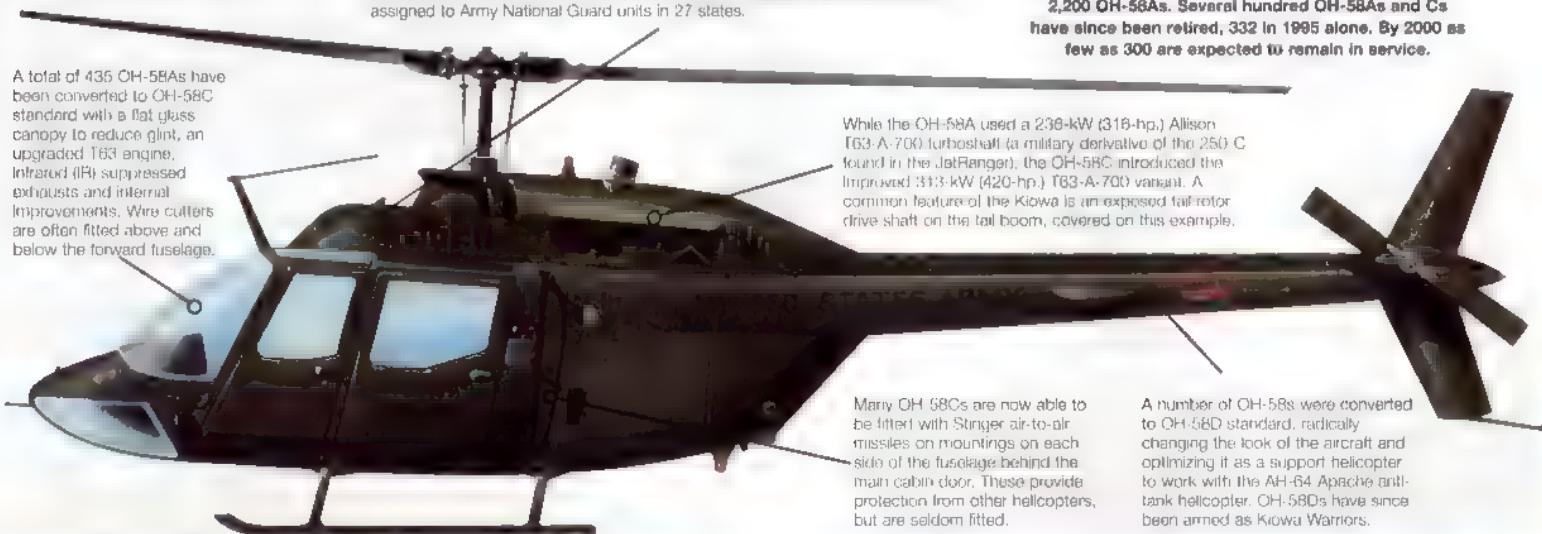 assigned to Army National Guard units in 27 states.
2,200 OH-58As. Several hundred OH-58As and Cs
have since been retired, 332 in 1995 alone. By 2000 as
few as 300 are expected to remain in service.
A total of 435 OH-58As have
been converted to OH-58C
standard with a flat glass
canopy to reduce glint, an
upgraded T63 engine,
Infrared (IR) suppressed
exhausts and internal
improvements. Wire cutters
are often fitted above and
below the forward fuselage.
While the OH-58A used a 236-kW (316-hp.) Allison
T63-A-700 turboshaft (a military derivative of the 250-C
found in the JetRanger), the OH-58C introduced the
improved 313-kW (420-hp.) T63-A-700 variant. A
common feature of the Kiowa is an exposed tail rotor
drive shaft on the tail boom, covered on this example.
UNITED STATES ARMY
Many OH-58Cs are now able to
be fitted with Stinger air-to-air
missiles on mountings on each
side of the fuselage behind the
main cabin door. These provide
protection from other helicopters,
but are seldom fitted.
A number of OH-58s were converted
to OH-58D standard, radically
changing the look of the aircraft and
optimizing it as a support helicopter
to work with the AH-64 Apache anti-
tank helicopter. OH-58Ds have since
been armed as Kiowa Warriors.